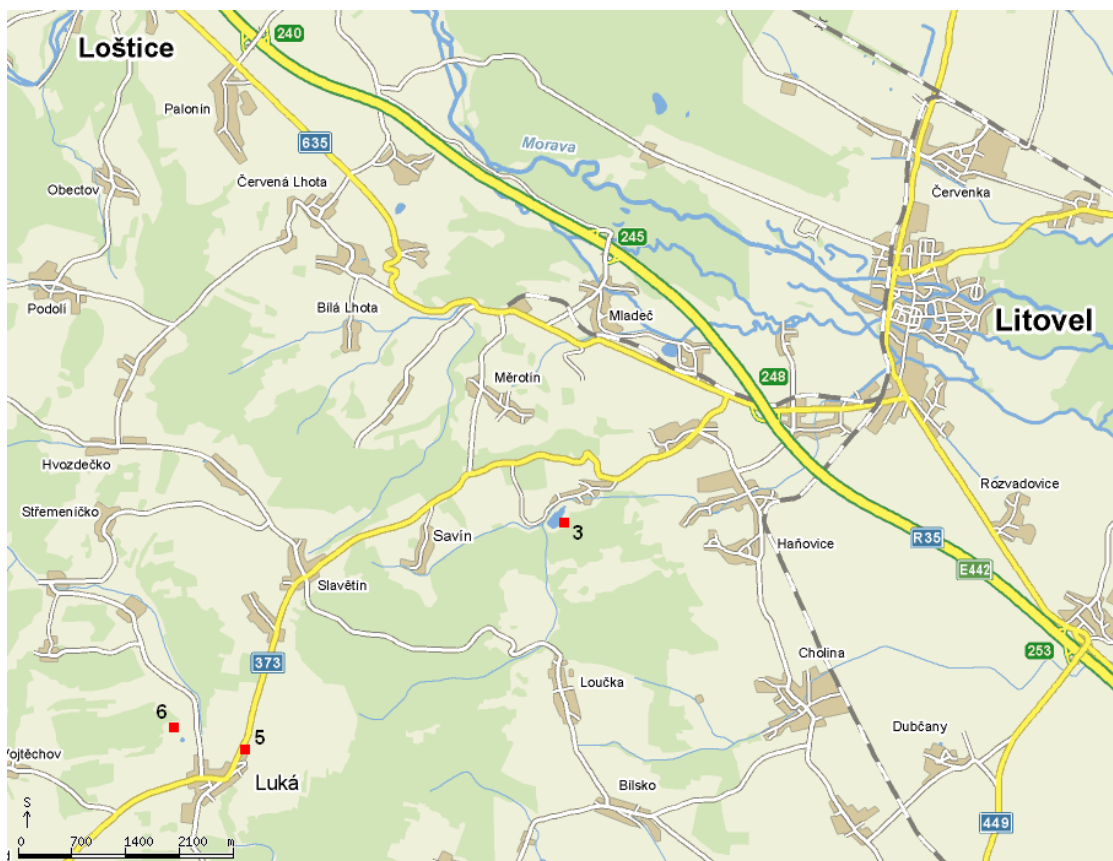 240
Loštice
Palonín
635
Morava
Obectov
Červená Lhota
Červenka
245
Podolí
Bílá Lhota
Mladeč
Litovel
248
Měrotín
Hvozdečko
Rozvadovice
Střemeníčko
Savín
3
Haňovice
R35
E442
Slavětín
253
Cholina
373
Loučka
6
5
Dubčany
Vojtěchov
Luká
Bílsko
S
449
0 700 1400 2100 m